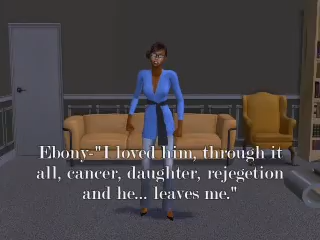 Ebony-"I loved him, through it
all, cancer, daughter, rejegetion
and he... leaves me."